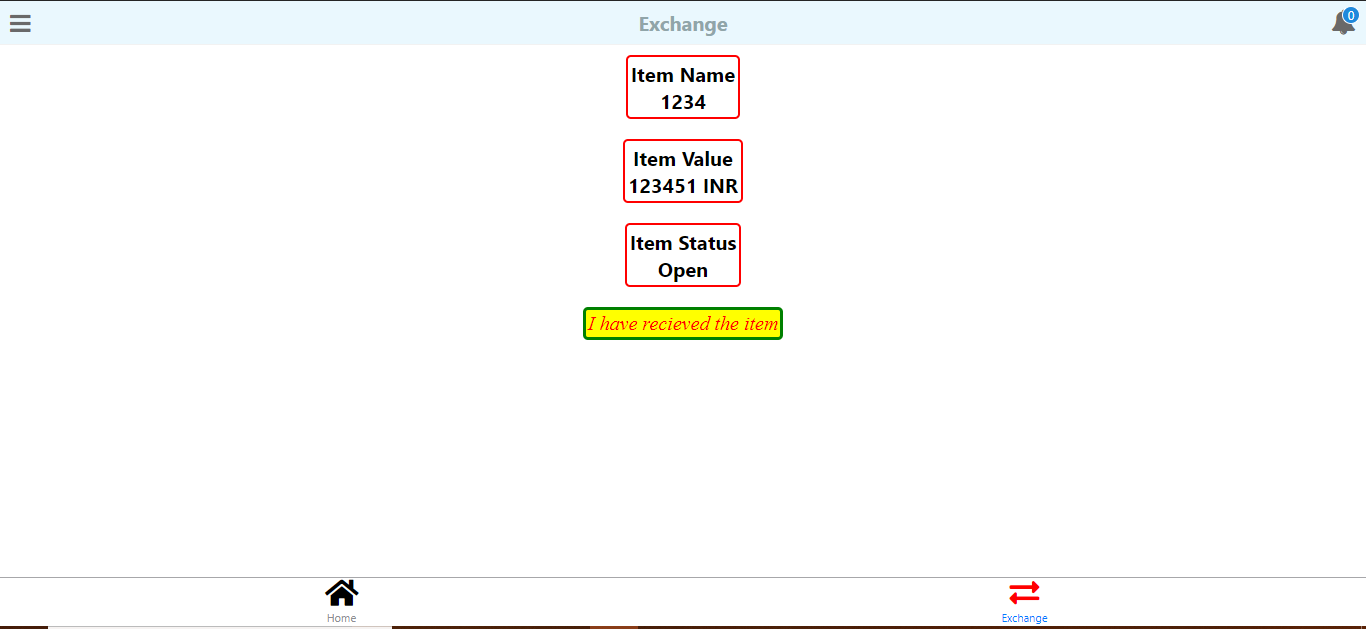 Exchange
0
Item Name
1234
Item Value
123451 INR
Item Status
Open
I have recieved the item
Home
Exchange